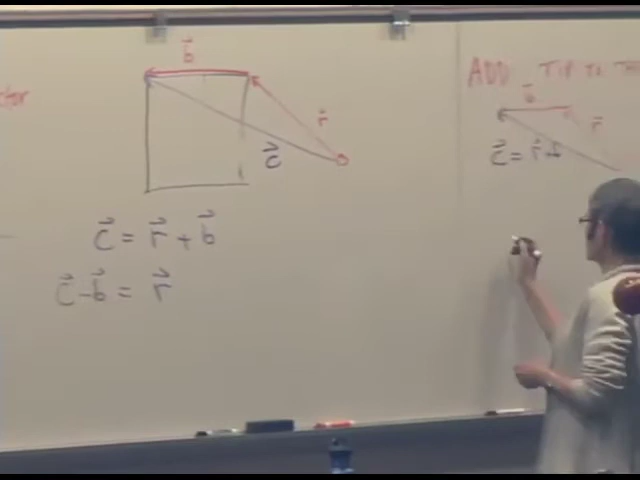 b⃗
r⃗
c⃗
c⃗ = r⃗ + b⃗
c⃗ - b⃗ = r⃗
ADD TIP TO
b⃗
r⃗
c⃗ = r⃗ +